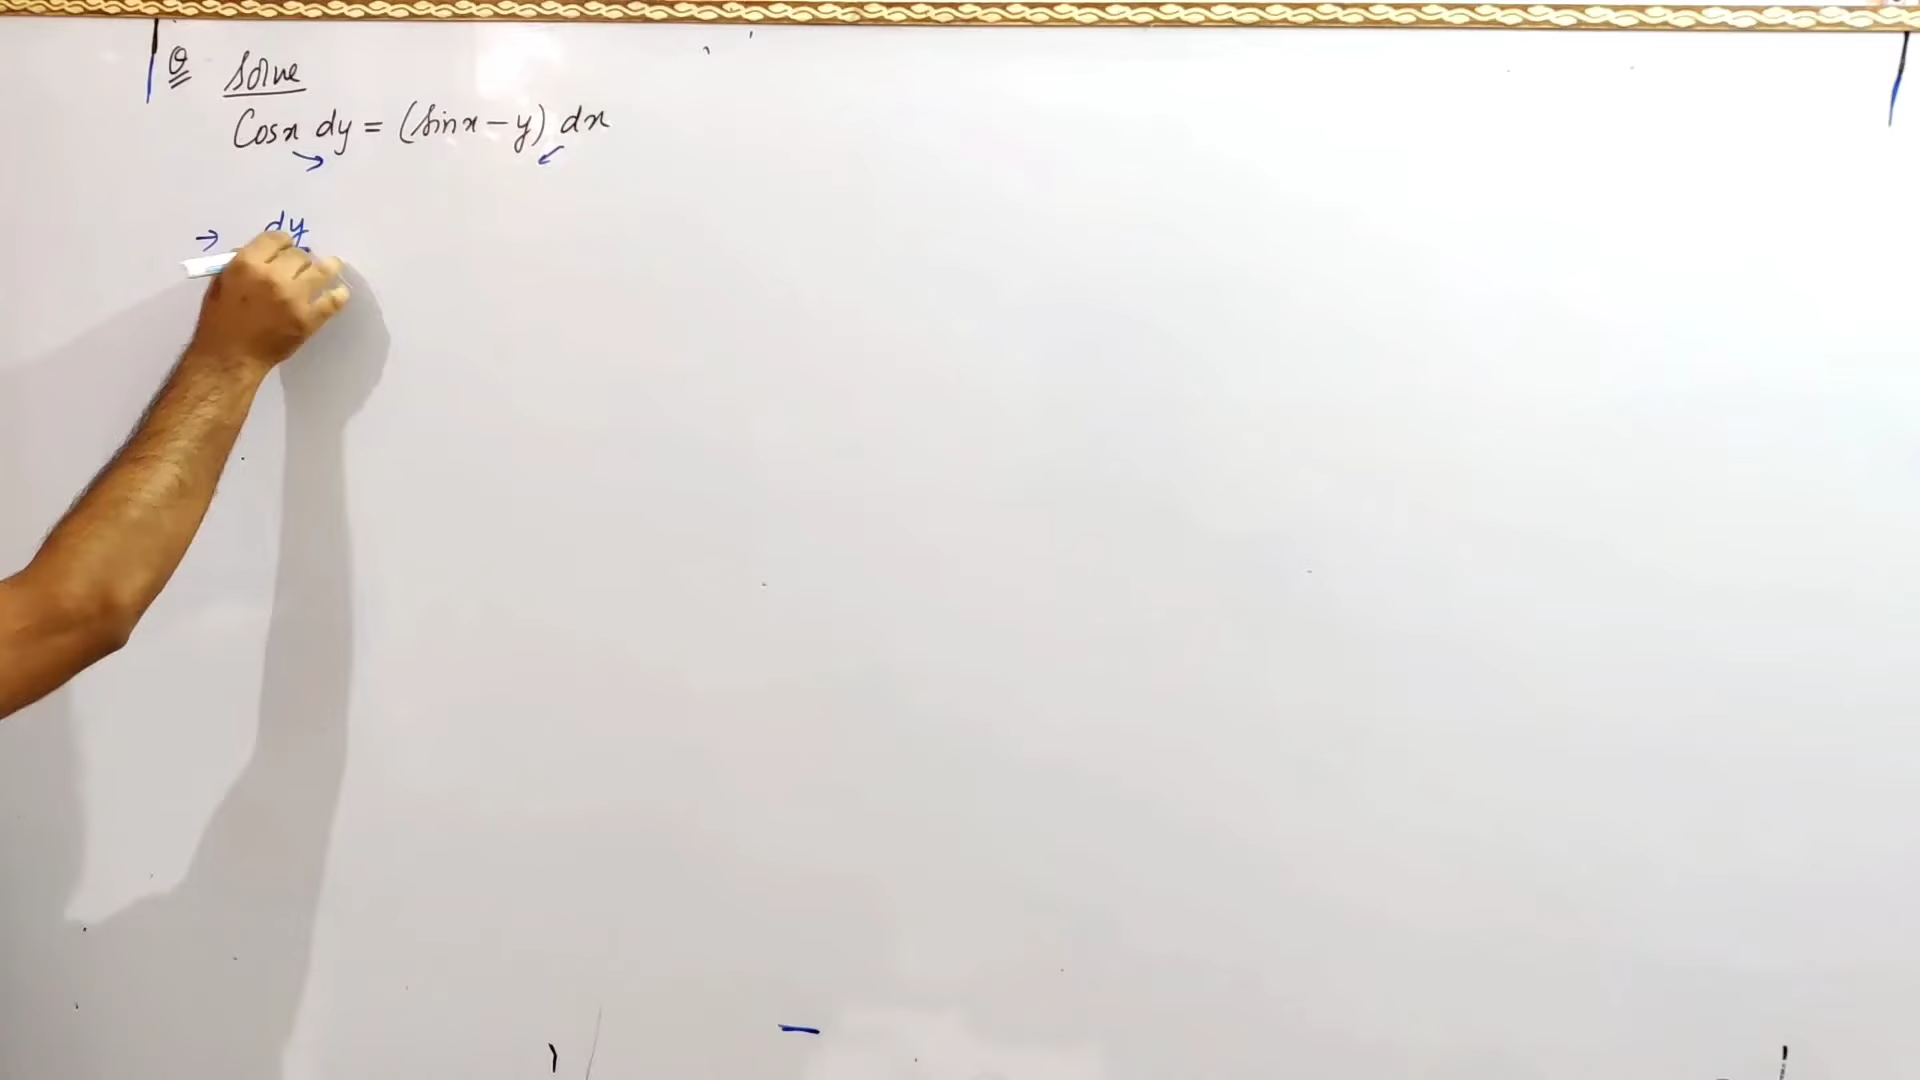 Q Solve
Cosx dy = (sinx - y) dx
→ dy